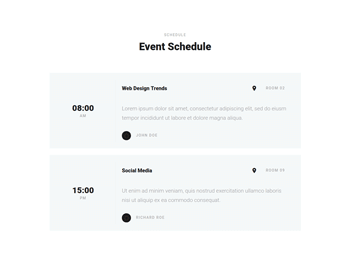 SCHEDULE
Event Schedule
08:00
AM
Web Design Trends
ROOM 02
Lorem ipsum dolor sit amet, consectetur adipiscing elit, sed do eiusm
tempor incididunt ut labore et dolore magna aliqua.
JOHN DOE
15:00
PM
Social Media
ROOM 09
Ut enim ad minim veniam, quis nostrud exercitation ullamco laboris
nisi ut aliquip ex ea commodo consequat.
RICHARD ROE